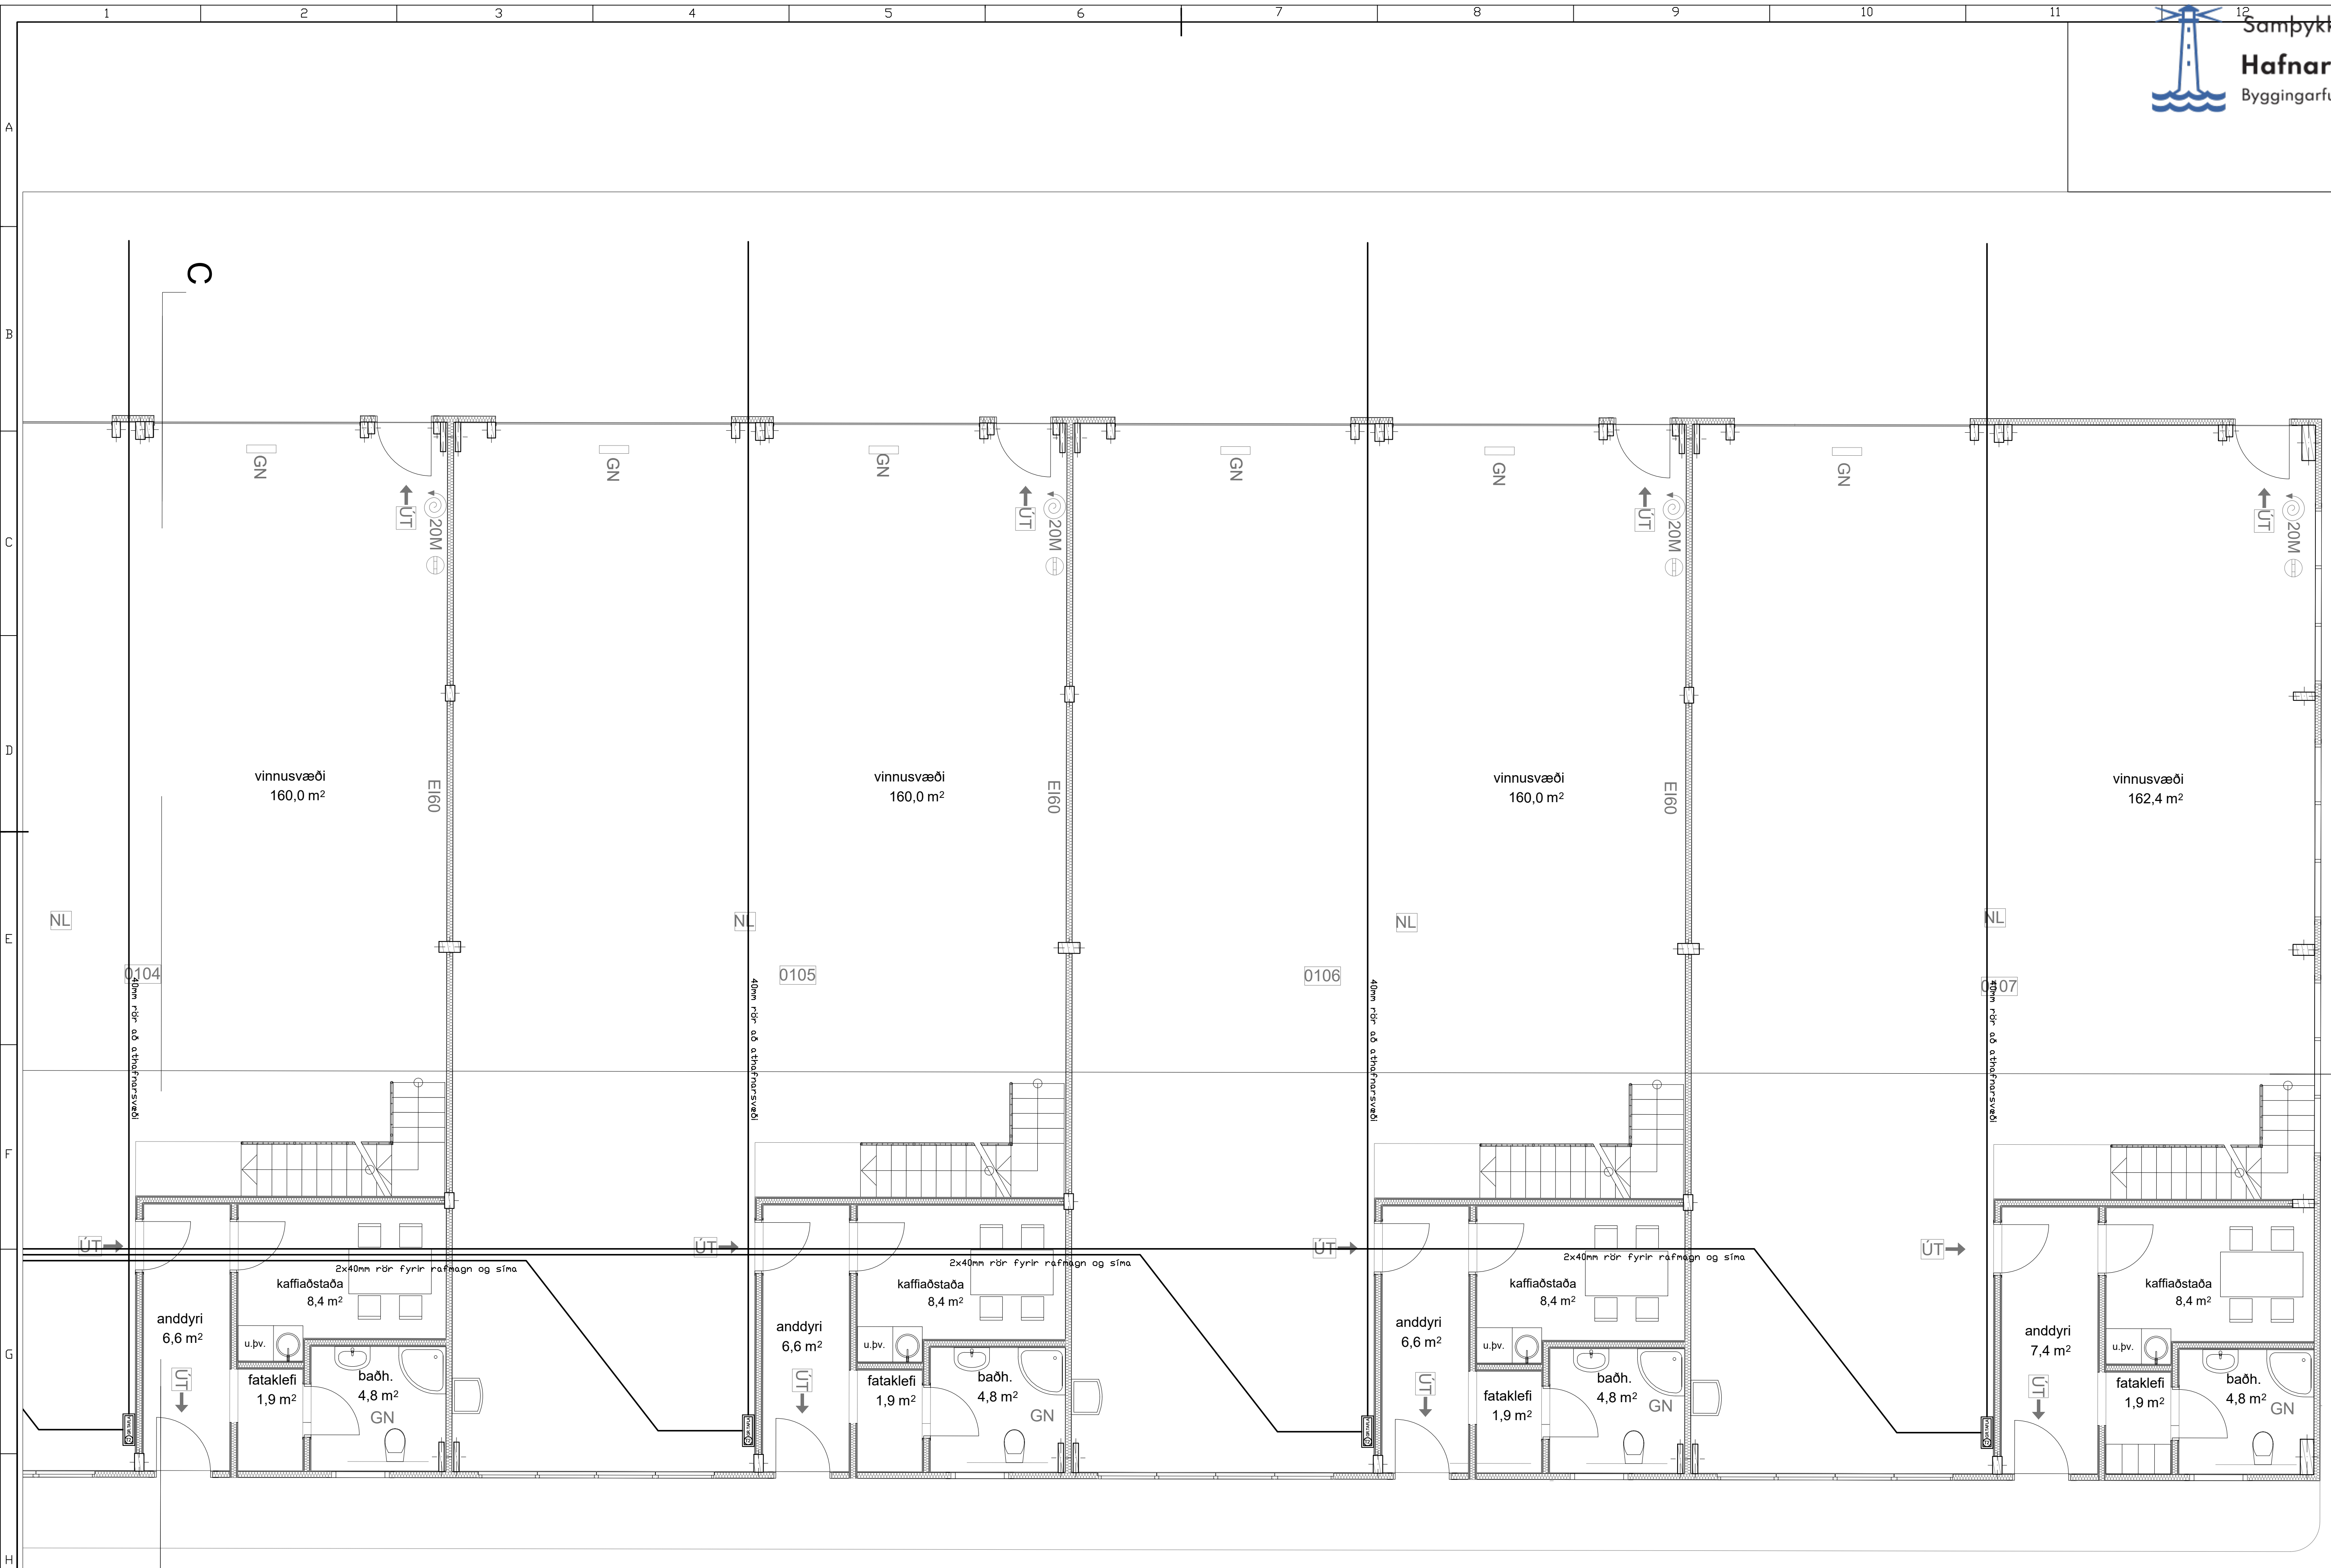 1 2 3 4 5 6 7 8 9 10 11 12
Samþykk
Hafnar
Byggingarfu
A
B
C
D
E
F
G
H
C
GN
GN
GN
GN
GN
GN
ÚT
20M
ÚT
20M
ÚT
20M
ÚT
20M
vinnusvæði
160,0 m²
EI60
vinnusvæði
160,0 m²
EI60
vinnusvæði
160,0 m²
EI60
vinnusvæði
162,4 m²
NL
NL
NL
NL
0104
0105
0106
0107
40mm rör að athafnarsvæði
40mm rör að athafnarsvæði
40mm rör að athafnarsvæði
40mm rör að athafnarsvæði
ÚT
ÚT
ÚT
ÚT
2x40mm rör fyrir rafmagn og síma
2x40mm rör fyrir rafmagn og síma
2x40mm rör fyrir rafmagn og síma
kaffiaðstaða
8,4 m²
anddyri
6,6 m²
u.þv.
ÚT
fataklefi
1,9 m²
baðh.
4,8 m²
GN
kaffiaðstaða
8,4 m²
anddyri
6,6 m²
u.þv.
ÚT
fataklefi
1,9 m²
baðh.
4,8 m²
GN
kaffiaðstaða
8,4 m²
anddyri
6,6 m²
u.þv.
ÚT
fataklefi
1,9 m²
baðh.
4,8 m²
GN
kaffiaðstaða
8,4 m²
anddyri
7,4 m²
u.þv.
ÚT
fataklefi
1,9 m²
baðh.
4,8 m²
GN